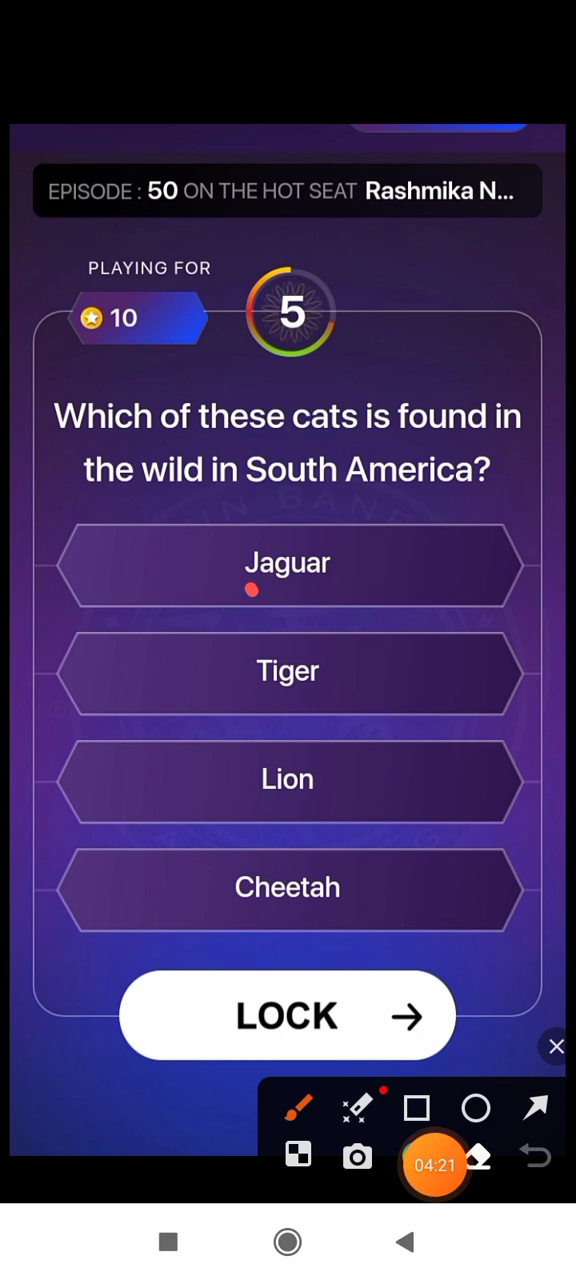 EPISODE : 50 ON THE HOT SEAT Rashmika N...
PLAYING FOR
10
5
Which of these cats is found in
the wild in South America?
Jaguar
Tiger
Lion
Cheetah
LOCK
04:21